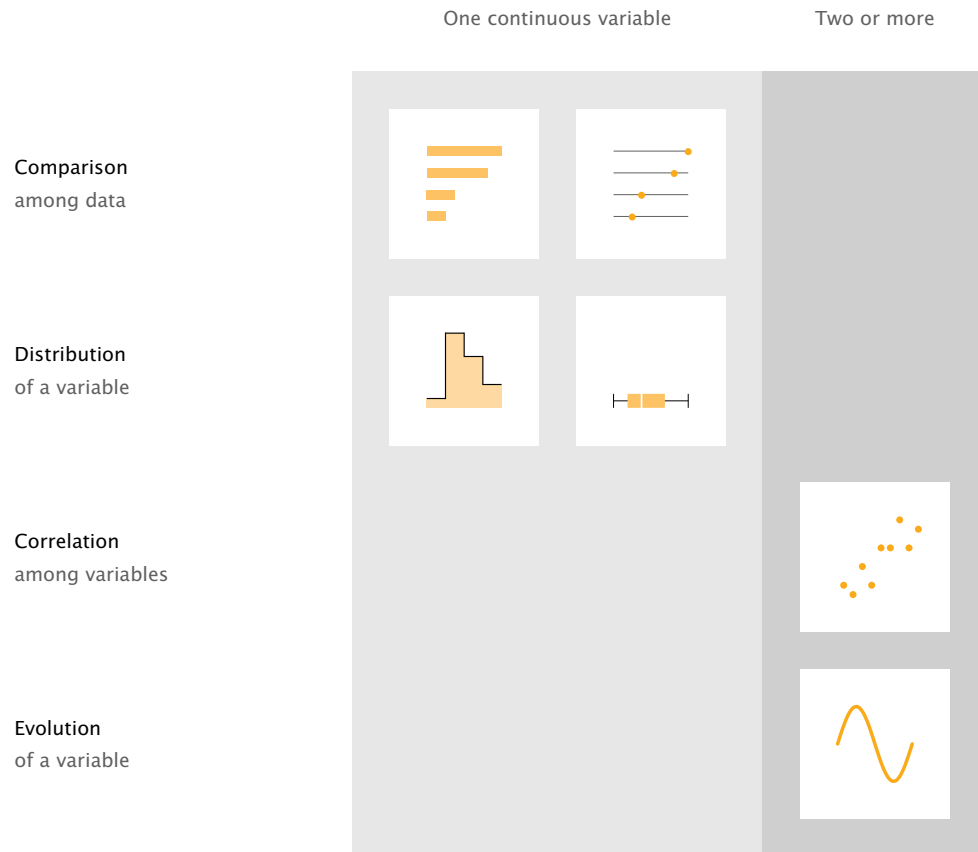 One continuous variable
Two or more
Comparison
among data
Distribution
of a variable
Correlation
among variables
Evolution
of a variable